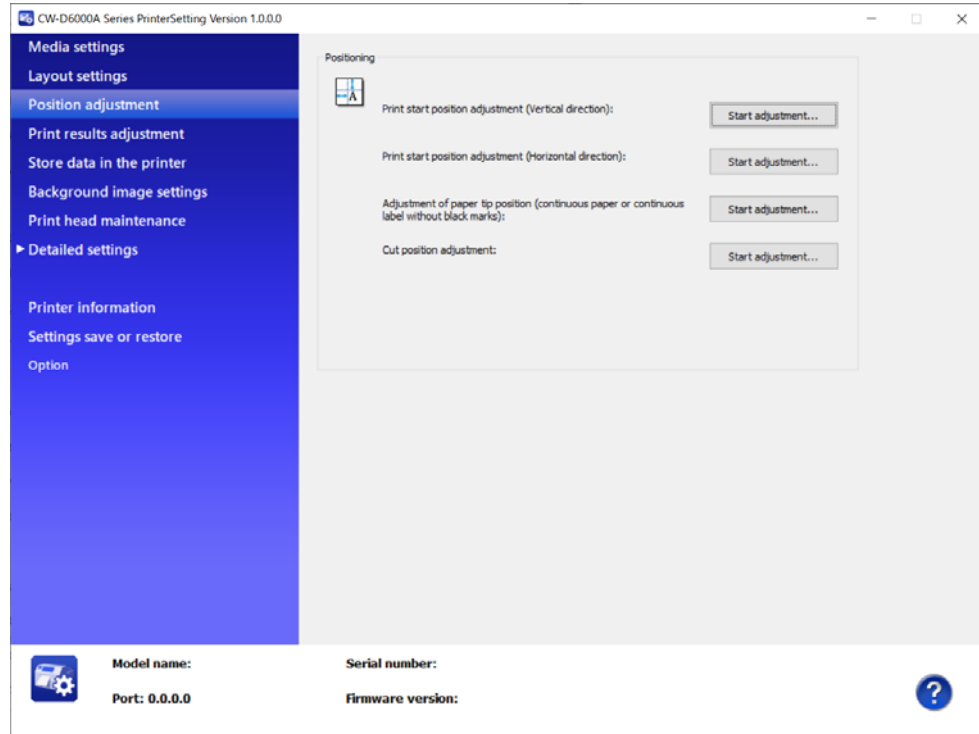 CW-D6000A Series PrinterSetting Version 1.0.0.0
Media settings
Layout settings
Position adjustment
Print results adjustment
Store data in the printer
Background image settings
Print head maintenance
Detailed settings
Printer information
Settings save or restore
Option
Positioning
A
Print start position adjustment (Vertical direction):
Start adjustment...
Print start position adjustment (Horizontal direction):
Start adjustment...
Adjustment of paper tip position (continuous paper or continuous
label without black marks):
Start adjustment...
Cut position adjustment:
Start adjustment...
Model name:
Serial number:
Port: 0.0.0.0
Firmware version:
?